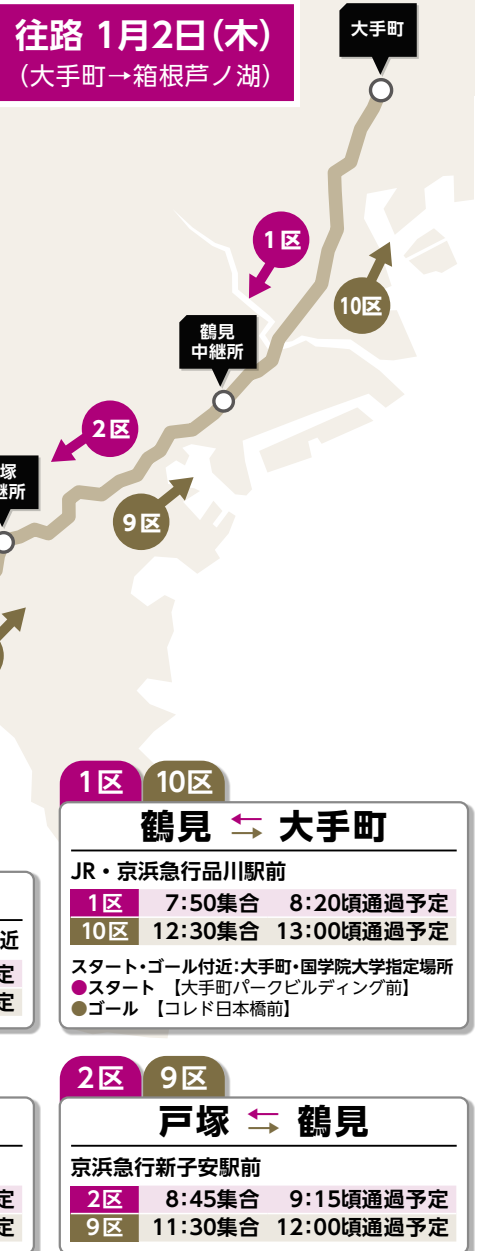 往路 1月2日(木)
(大手町→箱根芦ノ湖)
大手町
1区
10区
鶴見
中継所
2区
9区
塚
継所
1区 10区
鶴見 ⇆ 大手町
JR・京浜急行品川駅前
1区 7:50集合 8:20頃通過予定
10区 12:30集合 13:00頃通過予定
スタート・ゴール付近:大手町・国学院大学指定場所
●スタート 【大手町パークビルディング前】
●ゴール 【コレド日本橋前】
近
定
定
2区 9区
戸塚 ⇆ 鶴見
京浜急行新子安駅前
2区 8:45集合 9:15頃通過予定
9区 11:30集合 12:00頃通過予定
定
定